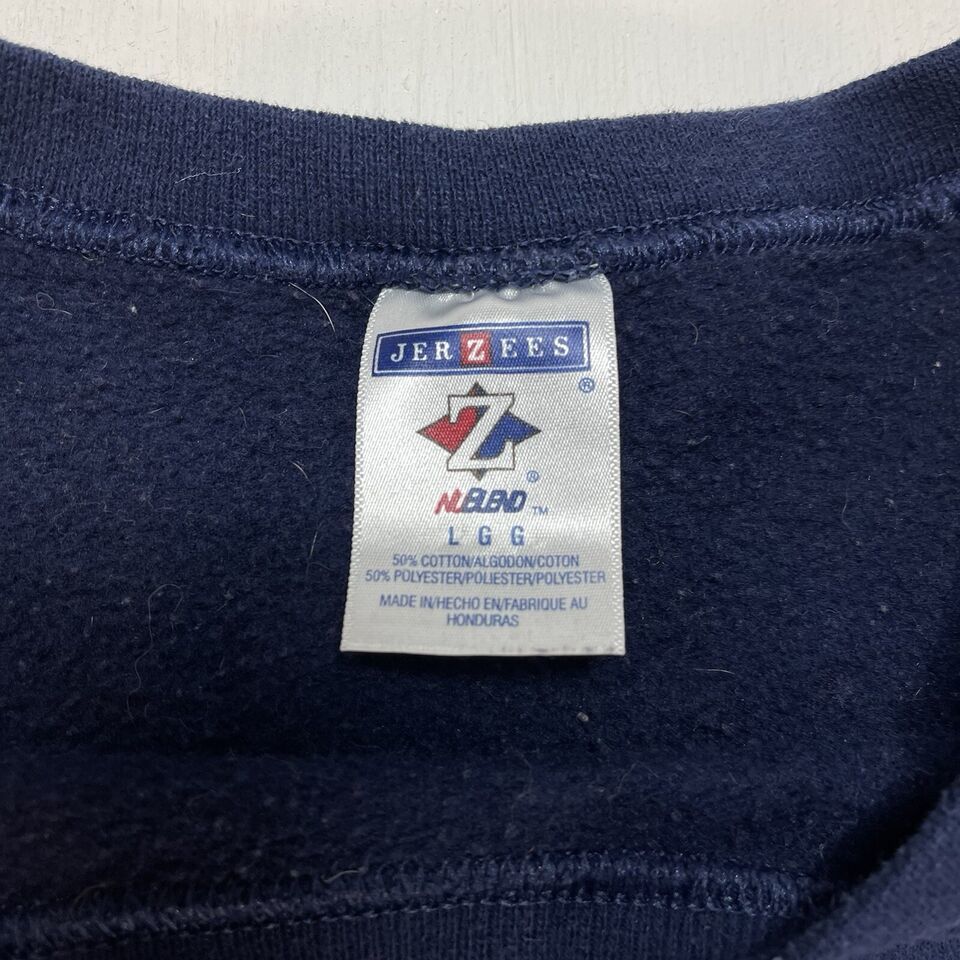 JERZEES
®
Z
®
NUBLEND ™
L G G
50% COTTON/ALGODON/COTON
50% POLYESTER/POLIESTER/POLYESTER
MADE IN/HECHO EN/FABRIQUE AU
HONDURAS